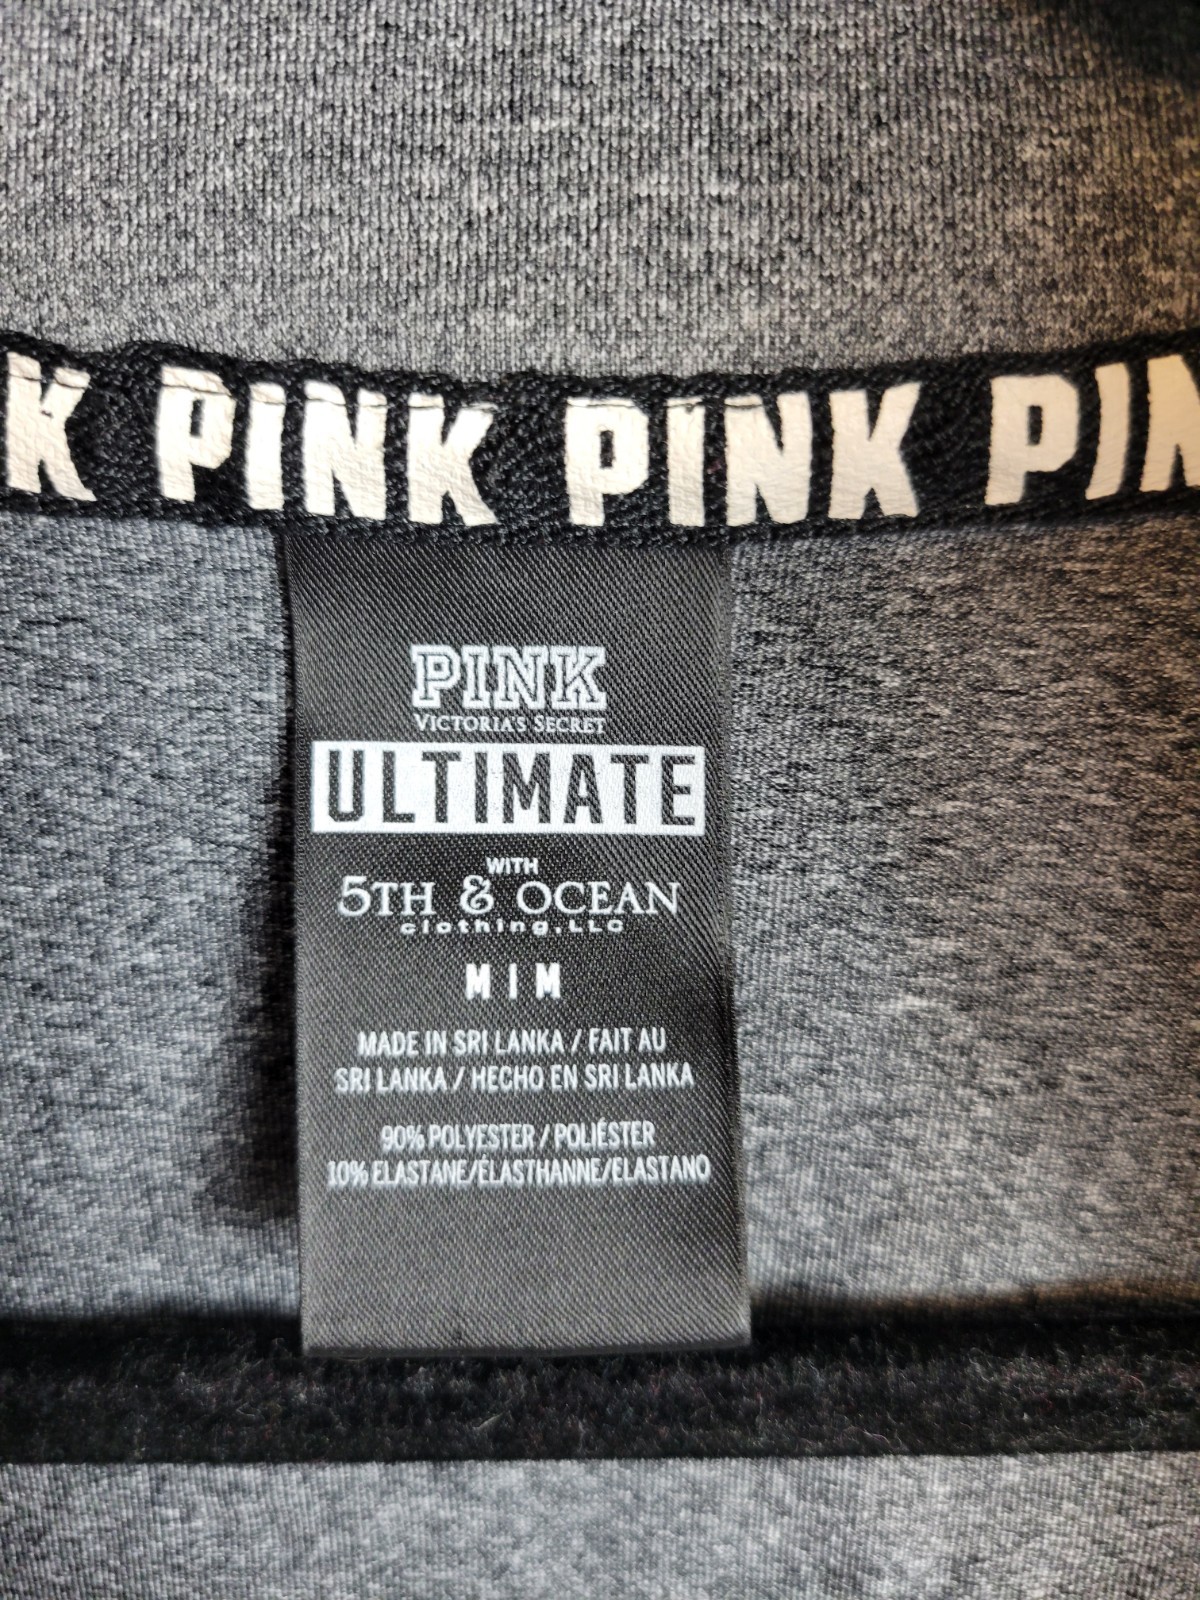 K PINK PINK PIN
PINK
VICTORIA'S SECRET
ULTIMATE
WITH
5TH & OCEAN
clothing, LLC
M | M
MADE IN SRI LANKA / FAIT AU
SRI LANKA / HECHO EN SRI LANKA
90% POLYESTER / POLIÉSTER
10% ELASTANE/ÉLASTHANNE/ELASTANO